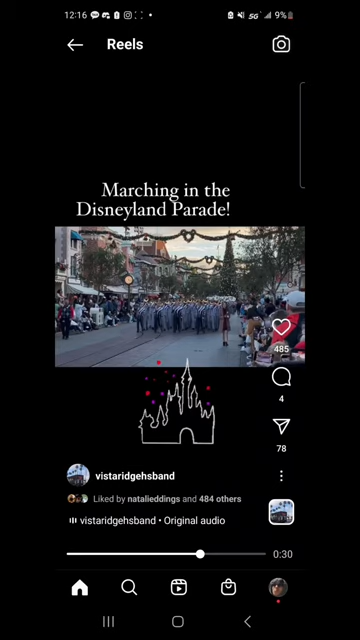 12:16
5G
9%
Reels
Marching in the
Disneyland Parade!
485
4
78
vistaridgehsband
Liked by natalieddings and 484 others
vistaridgehsband • Original audio
0:30